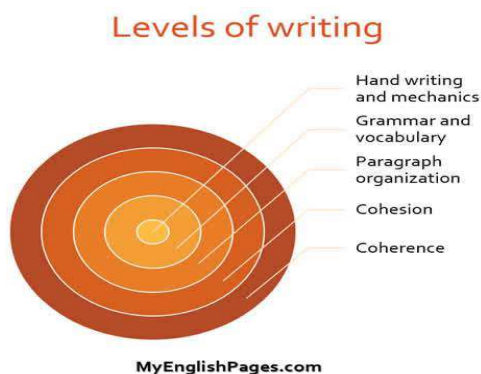 Levels of writing
Hand writing
and mechanics
Grammar and
vocabulary
Paragraph
organization
Cohesion
Coherence
MyEnglishPages.com